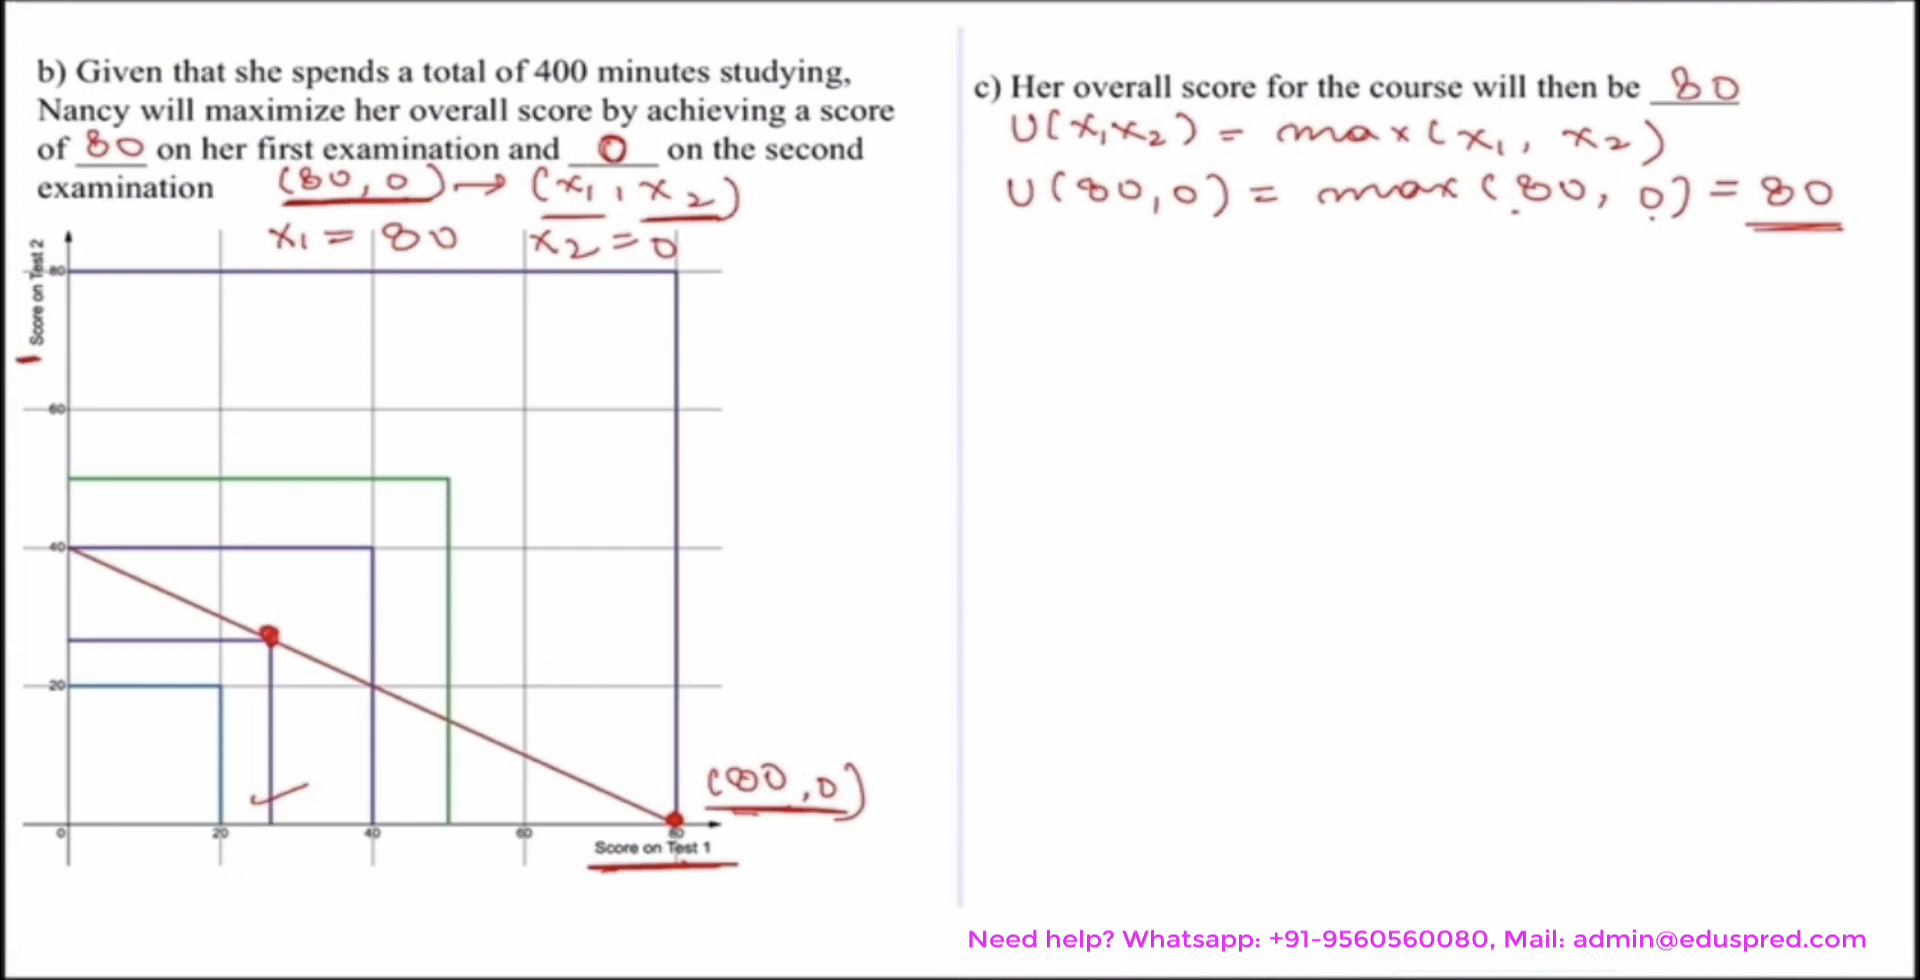 b) Given that she spends a total of 400 minutes studying,
Nancy will maximize her overall score by achieving a score
of 80 on her first examination and 0 on the second
examination (80, 0) → (x1, x2)
x1 = 80 x2 = 0
Score on Test 2
80
60
40
20
0 20 40 60 80
(80, 0)
Score on Test 1
c) Her overall score for the course will then be 80
U(x1x2) = max(x1, x2)
U(80,0) = max(80, 0) = 80
Need help? Whatsapp: +91-9560560080, Mail: admin@eduspred.com